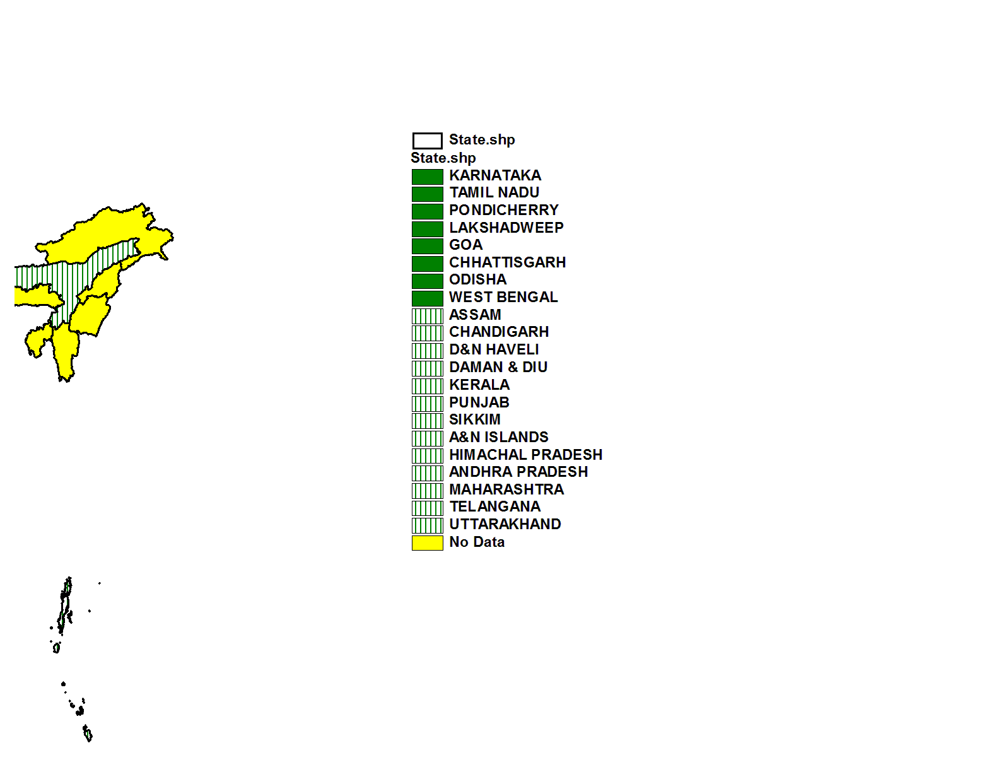 State.shp
State.shp
KARNATAKA
TAMIL NADU
PONDICHERRY
LAKSHADWEEP
GOA
CHHATTISGARH
ODISHA
WEST BENGAL
ASSAM
CHANDIGARH
D&N HAVELI
DAMAN & DIU
KERALA
PUNJAB
SIKKIM
A&N ISLANDS
HIMACHAL PRADESH
ANDHRA PRADESH
MAHARASHTRA
TELANGANA
UTTARAKHAND
No Data